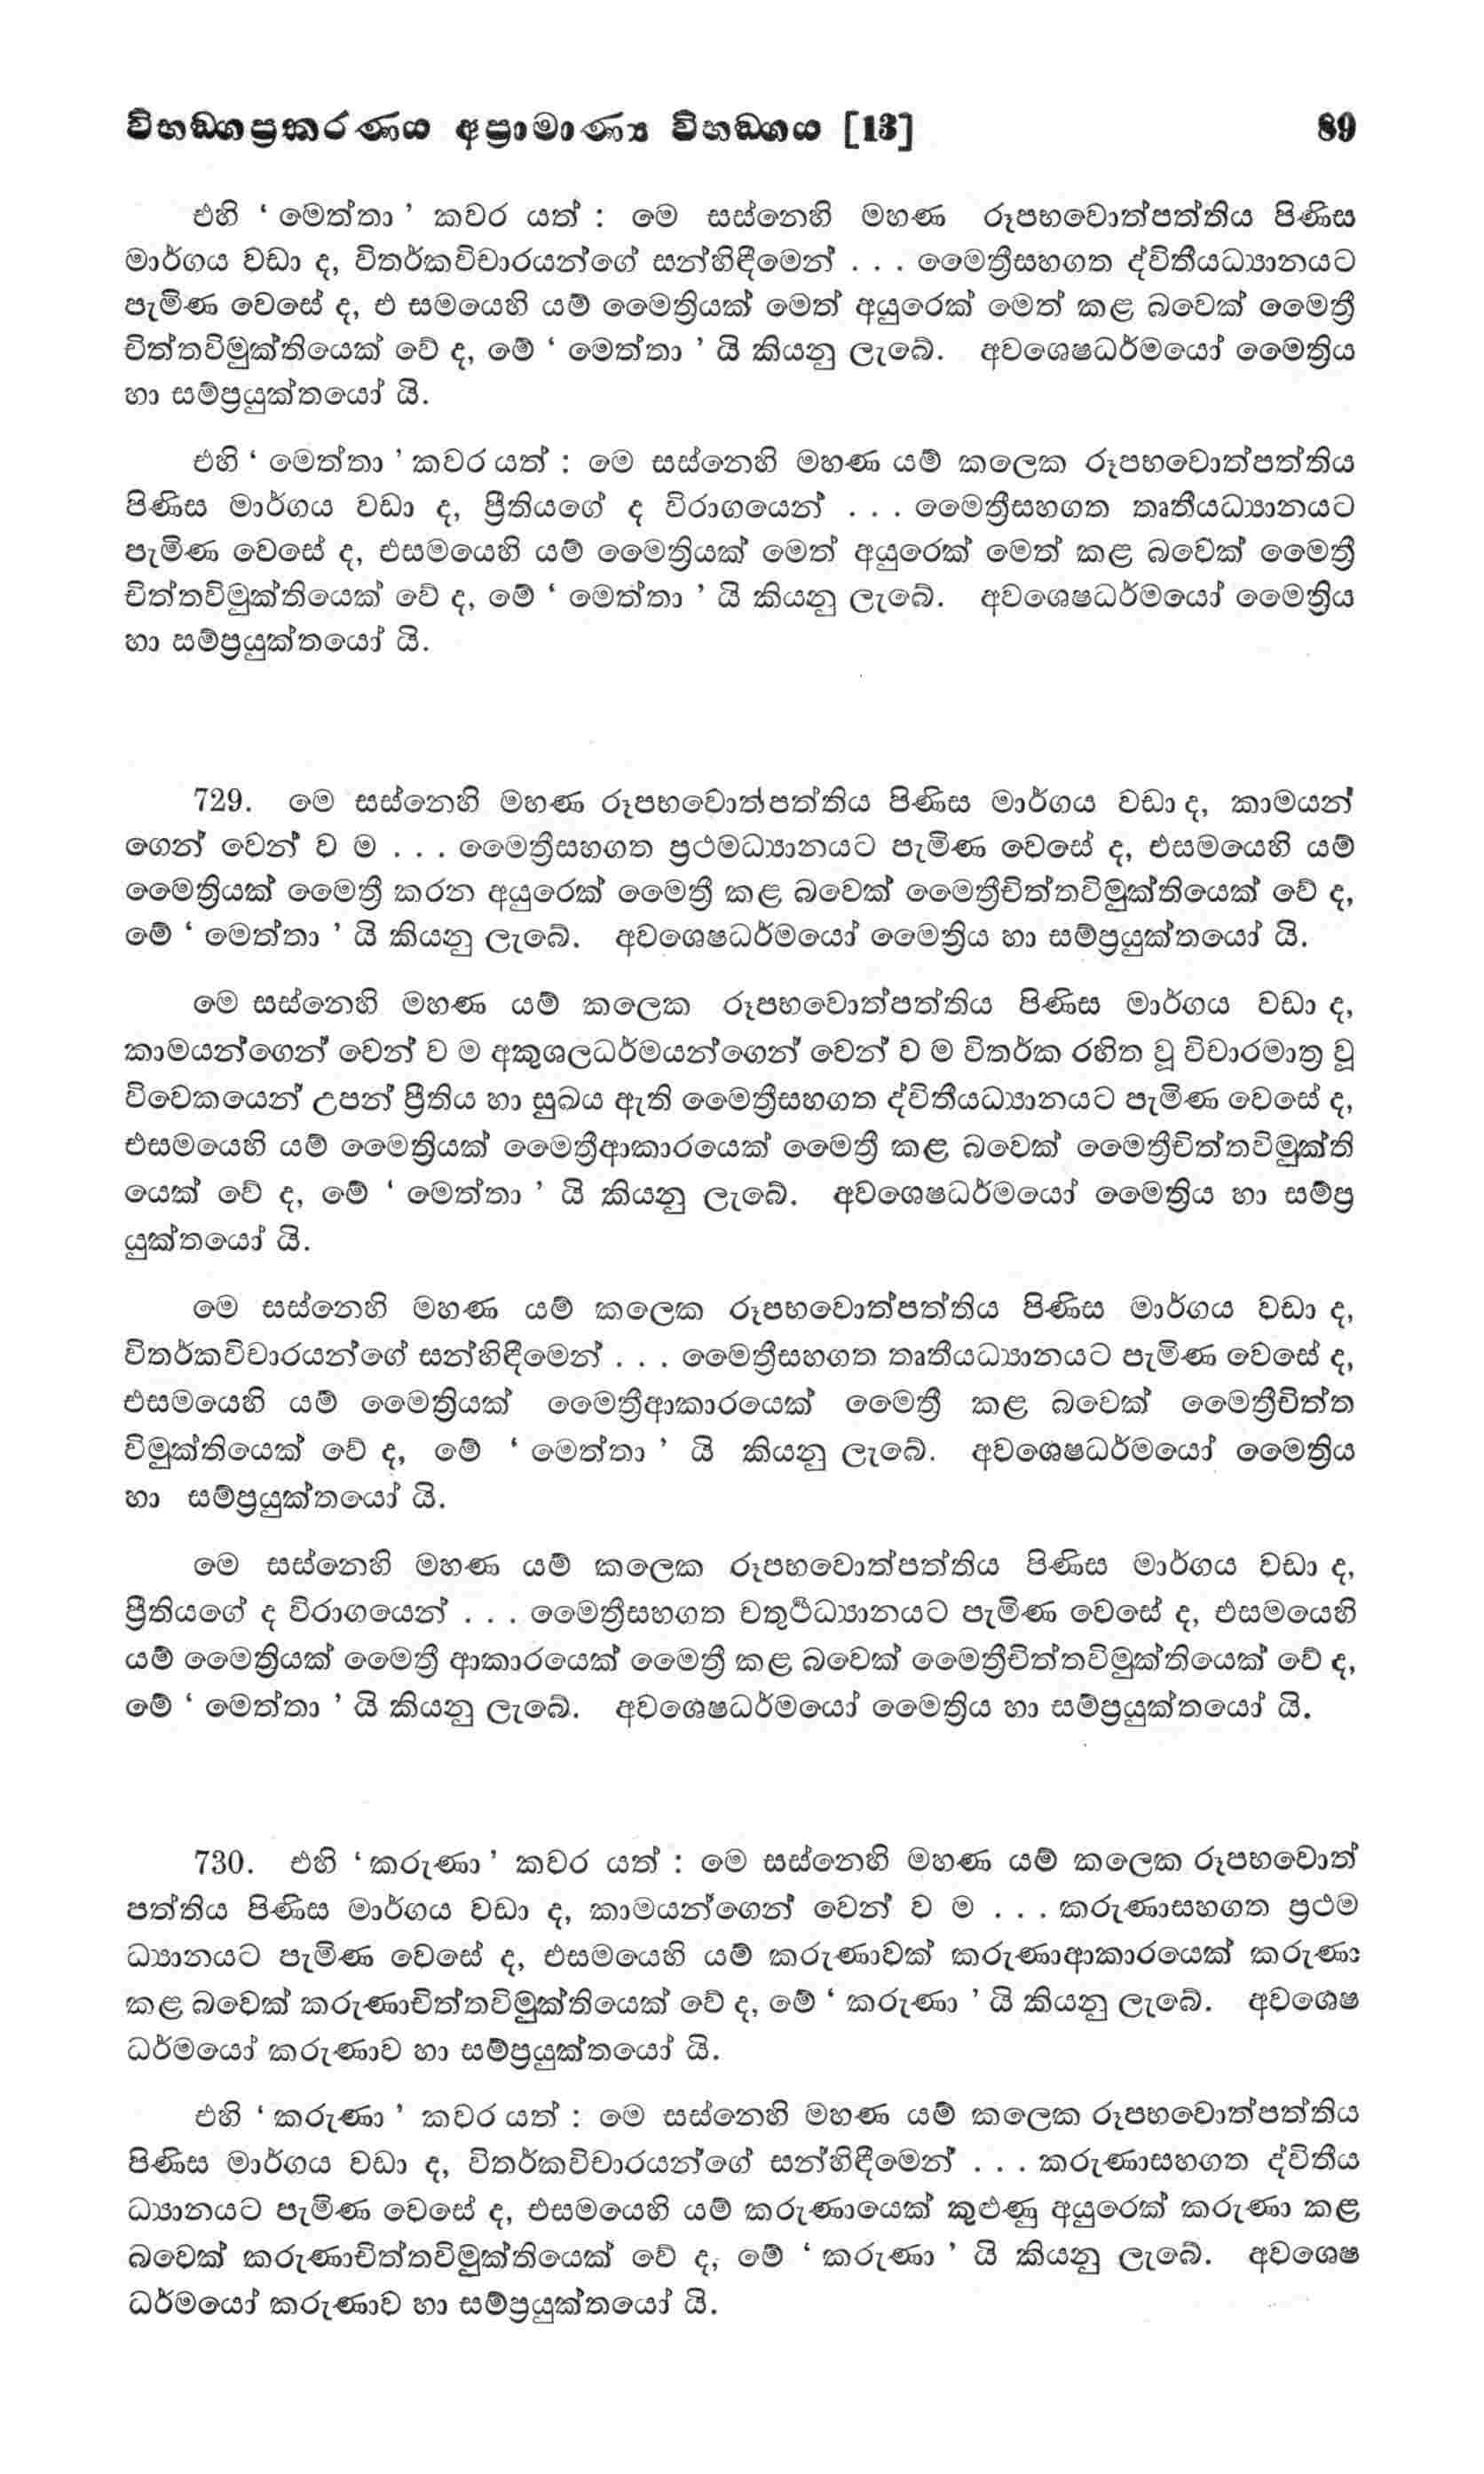 විභඞ්ගප්‍රකරණය අප්‍රාමාණ්‍ය විභඞ්ගය [13] 89
එහි ‘ මෙත්තා ’ කවර යත් : මෙ සස්නෙහි මහණ රූපභවොත්පත්තිය පිණිස
මාර්ගය වඩා ද, විතර්කවිචාරයන්ගේ සන්හිඳීමෙන් . . . මෛත්‍රීසහගත ද්විතීයධ්‍යානයට
පැමිණ වෙසේ ද, එ සමයෙහි යම් මෛත්‍රියක් මෙත් අයුරෙක් මෙත් කළ බවෙක් මෛත්‍රී
චිත්තවිමුක්තියෙක් වේ ද, මේ ‘ මෙත්තා ’ යි කියනු ලැබේ. අවශෙෂධර්මයෝ මෛත්‍රිය
හා සම්ප්‍රයුක්තයෝ යි.
එහි ‘ මෙත්තා ’ කවර යත් : මෙ සස්නෙහි මහණ යම් කලෙක රූපභවොත්පත්තිය
පිණිස මාර්ගය වඩා ද, ප්‍රීතියගේ ද විරාගයෙන් . . . මෛත්‍රීසහගත තෘතීයධ්‍යානයට
පැමිණ වෙසේ ද, එසමයෙහි යම් මෛත්‍රියක් මෙත් අයුරෙක් මෙත් කළ බවෙක් මෛත්‍රී
චිත්තවිමුක්තියෙක් වේ ද, මේ ‘ මෙත්තා ’ යි කියනු ලැබේ. අවශෙෂධර්මයෝ මෛත්‍රිය
හා සම්ප්‍රයුක්තයෝ යි.
729. මෙ සස්නෙහි මහණ රූපභවොත්පත්තිය පිණිස මාර්ගය වඩා ද, කාමයන්
ගෙන් වෙන් ව ම . . . මෛත්‍රීසහගත ප්‍රථමධ්‍යානයට පැමිණ වෙසේ ද, එසමයෙහි යම්
මෛත්‍රියක් මෛත්‍රී කරන අයුරෙක් මෛත්‍රී කළ බවෙක් මෛත්‍රීචිත්තවිමුක්තියෙක් වේ ද,
මේ ‘ මෙත්තා ’ යි කියනු ලැබේ. අවශෙෂධර්මයෝ මෛත්‍රිය හා සම්ප්‍රයුක්තයෝ යි.
මෙ සස්නෙහි මහණ යම් කලෙක රූපභවොත්පත්තිය පිණිස මාර්ගය වඩා ද,
කාමයන්ගෙන් වෙන් ව ම අකුශලධර්මයන්ගෙන් වෙන් ව ම විතර්ක රහිත වූ විචාරමාත්‍ර වූ
විවෙකයෙන් උපන් ප්‍රීතිය හා සුඛය ඇති මෛත්‍රීසහගත ද්විතීයධ්‍යානයට පැමිණ වෙසේ ද,
එසමයෙහි යම් මෛත්‍රියක් මෛත්‍රීආකාරයෙක් මෛත්‍රී කළ බවෙක් මෛත්‍රීචිත්තවිමුක්ති
යෙක් වේ ද, මේ ‘ මෙත්තා ’ යි කියනු ලැබේ. අවශෙෂධර්මයෝ මෛත්‍රිය හා සම්ප්‍ර
යුක්තයෝ යි.
මෙ සස්නෙහි මහණ යම් කලෙක රූපභවොත්පත්තිය පිණිස මාර්ගය වඩා ද,
විතර්කවිචාරයන්ගේ සන්හිඳීමෙන් . . . මෛත්‍රීසහගත තෘතීයධ්‍යානයට පැමිණ වෙසේ ද,
එසමයෙහි යම් මෛත්‍රියක් මෛත්‍රීආකාරයෙක් මෛත්‍රී කළ බවෙක් මෛත්‍රීචිත්ත
විමුක්තියෙක් වේ ද, මේ ‘ මෙත්තා ’ යි කියනු ලැබේ. අවශෙෂධර්මයෝ මෛත්‍රිය
හා සම්ප්‍රයුක්තයෝ යි.
මෙ සස්නෙහි මහණ යම් කලෙක රූපභවොත්පත්තිය පිණිස මාර්ගය වඩා ද,
ප්‍රීතියගේ ද විරාගයෙන් . . . මෛත්‍රීසහගත චතුර්ථධ්‍යානයට පැමිණ වෙසේ ද, එසමයෙහි
යම් මෛත්‍රියක් මෛත්‍රී ආකාරයෙක් මෛත්‍රී කළ බවෙක් මෛත්‍රීචිත්තවිමුක්තියෙක් වේ ද,
මේ ‘ මෙත්තා ’ යි කියනු ලැබේ. අවශෙෂධර්මයෝ මෛත්‍රිය හා සම්ප්‍රයුක්තයෝ යි.
730. එහි ‘ කරුණා ’ කවර යත් : මෙ සස්නෙහි මහණ යම් කලෙක රූපභවොත්
පත්තිය පිණිස මාර්ගය වඩා ද, කාමයන්ගෙන් වෙන් ව ම . . . කරුණාසහගත ප්‍රථම
ධ්‍යානයට පැමිණ වෙසේ ද, එසමයෙහි යම් කරුණාවක් කරුණාආකාරයෙක් කරුණා
කළ බවෙක් කරුණාචිත්තවිමුක්තියෙක් වේ ද, මේ ‘ කරුණා ’ යි කියනු ලැබේ. අවශෙෂ
ධර්මයෝ කරුණාව හා සම්ප්‍රයුක්තයෝ යි.
එහි ‘ කරුණා ’ කවර යත් : මෙ සස්නෙහි මහණ යම් කලෙක රූපභවොත්පත්තිය
පිණිස මාර්ගය වඩා ද, විතර්කවිචාරයන්ගේ සන්හිඳීමෙන් . . . කරුණාසහගත ද්විතීය
ධ්‍යානයට පැමිණ වෙසේ ද, එසමයෙහි යම් කරුණායෙක් කුළුණු අයුරෙක් කරුණා කළ
බවෙක් කරුණාචිත්තවිමුක්තියෙක් වේ ද, මේ ‘ කරුණා ’ යි කියනු ලැබේ. අවශෙෂ
ධර්මයෝ කරුණාව හා සම්ප්‍රයුක්තයෝ යි.